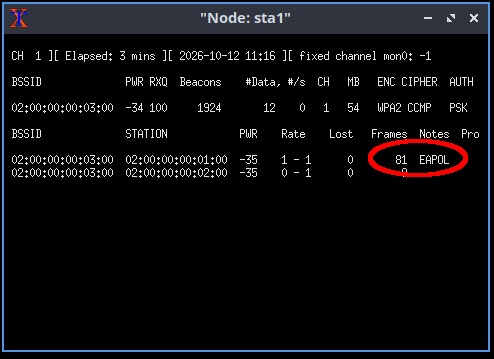 "Node: sta1"
CH 1 ][ Elapsed: 3 mins ][ 2026-10-12 11:16 ][ fixed channel mon0: -1
BSSID PWR RXQ Beacons #Data, #/s CH MB ENC CIPHER AUTH
02:00:00:00:03:00 -34 100 1924 12 0 1 54 WPA2 CCMP PSK
BSSID STATION PWR Rate Lost Frames Notes Pro
02:00:00:00:03:00 02:00:00:00:01:00 -35 1 - 1 0 81 EAPOL
02:00:00:00:03:00 02:00:00:00:02:00 -35 0 - 1 0